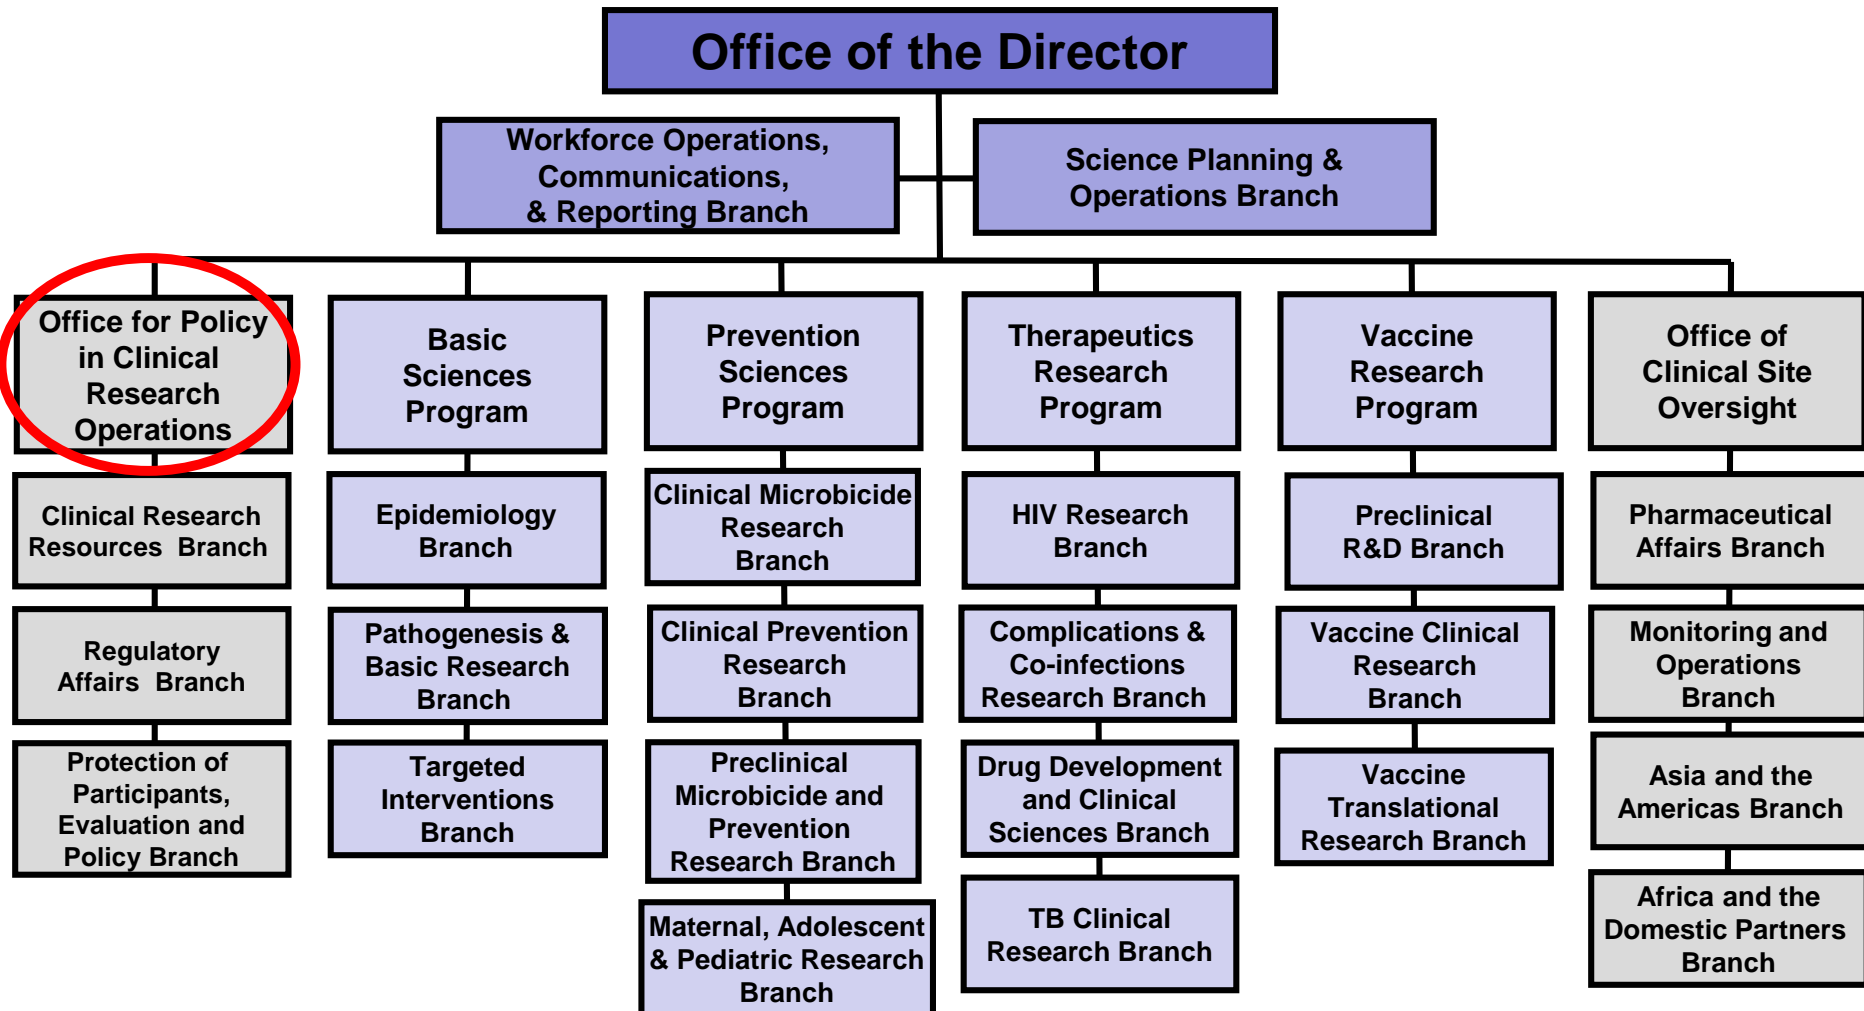 Office of the Director
Workforce Operations,
Communications,
& Reporting Branch
Science Planning &
Operations Branch
Office for Policy
in Clinical
Research
Operations
Clinical Research
Resources Branch
Regulatory
Affairs Branch
Protection of
Participants,
Evaluation and
Policy Branch
Basic
Sciences
Program
Epidemiology
Branch
Pathogenesis &
Basic Research
Branch
Targeted
Interventions
Branch
Prevention
Sciences
Program
Clinical Microbicide
Research
Branch
Clinical Prevention
Research
Branch
Preclinical
Microbicide and
Prevention
Research Branch
Maternal, Adolescent
& Pediatric Research
Branch
Therapeutics
Research
Program
HIV Research
Branch
Complications &
Co-infections
Research Branch
Drug Development
and Clinical
Sciences Branch
TB Clinical
Research Branch
Vaccine
Research
Program
Preclinical
R&D Branch
Vaccine Clinical
Research
Branch
Vaccine
Translational
Research Branch
Office of
Clinical Site
Oversight
Pharmaceutical
Affairs Branch
Monitoring and
Operations
Branch
Asia and the
Americas Branch
Africa and the
Domestic Partners
Branch